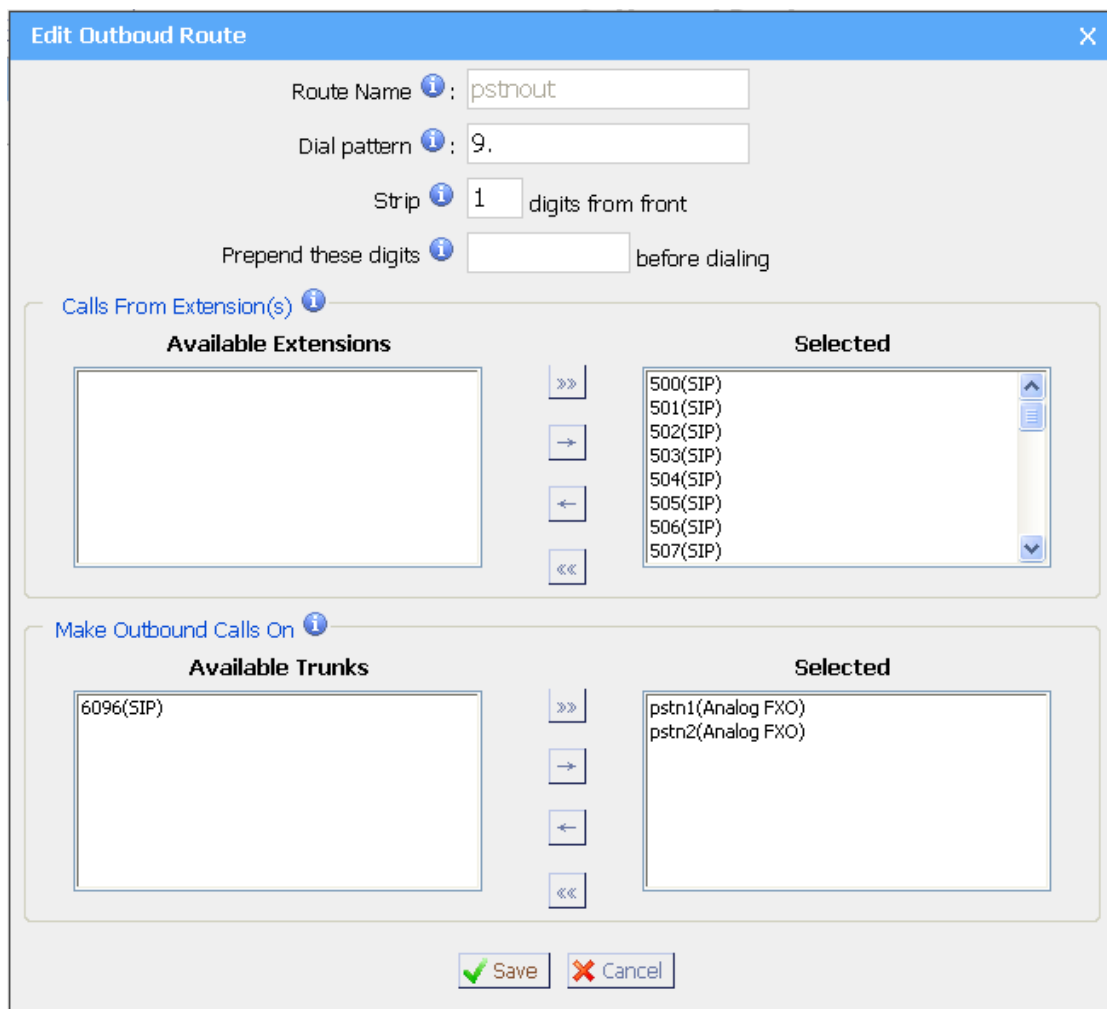 Edit Outboud Route
Route Name : pstnout
Dial pattern : 9.
Strip 1 digits from front
Prepend these digits before dialing
Calls From Extension(s)
Available Extensions
Selected
500(SIP)
501(SIP)
502(SIP)
503(SIP)
504(SIP)
505(SIP)
506(SIP)
507(SIP)
Make Outbound Calls On
Available Trunks
Selected
6096(SIP)
pstn1(Analog FXO)
pstn2(Analog FXO)
Save
Cancel